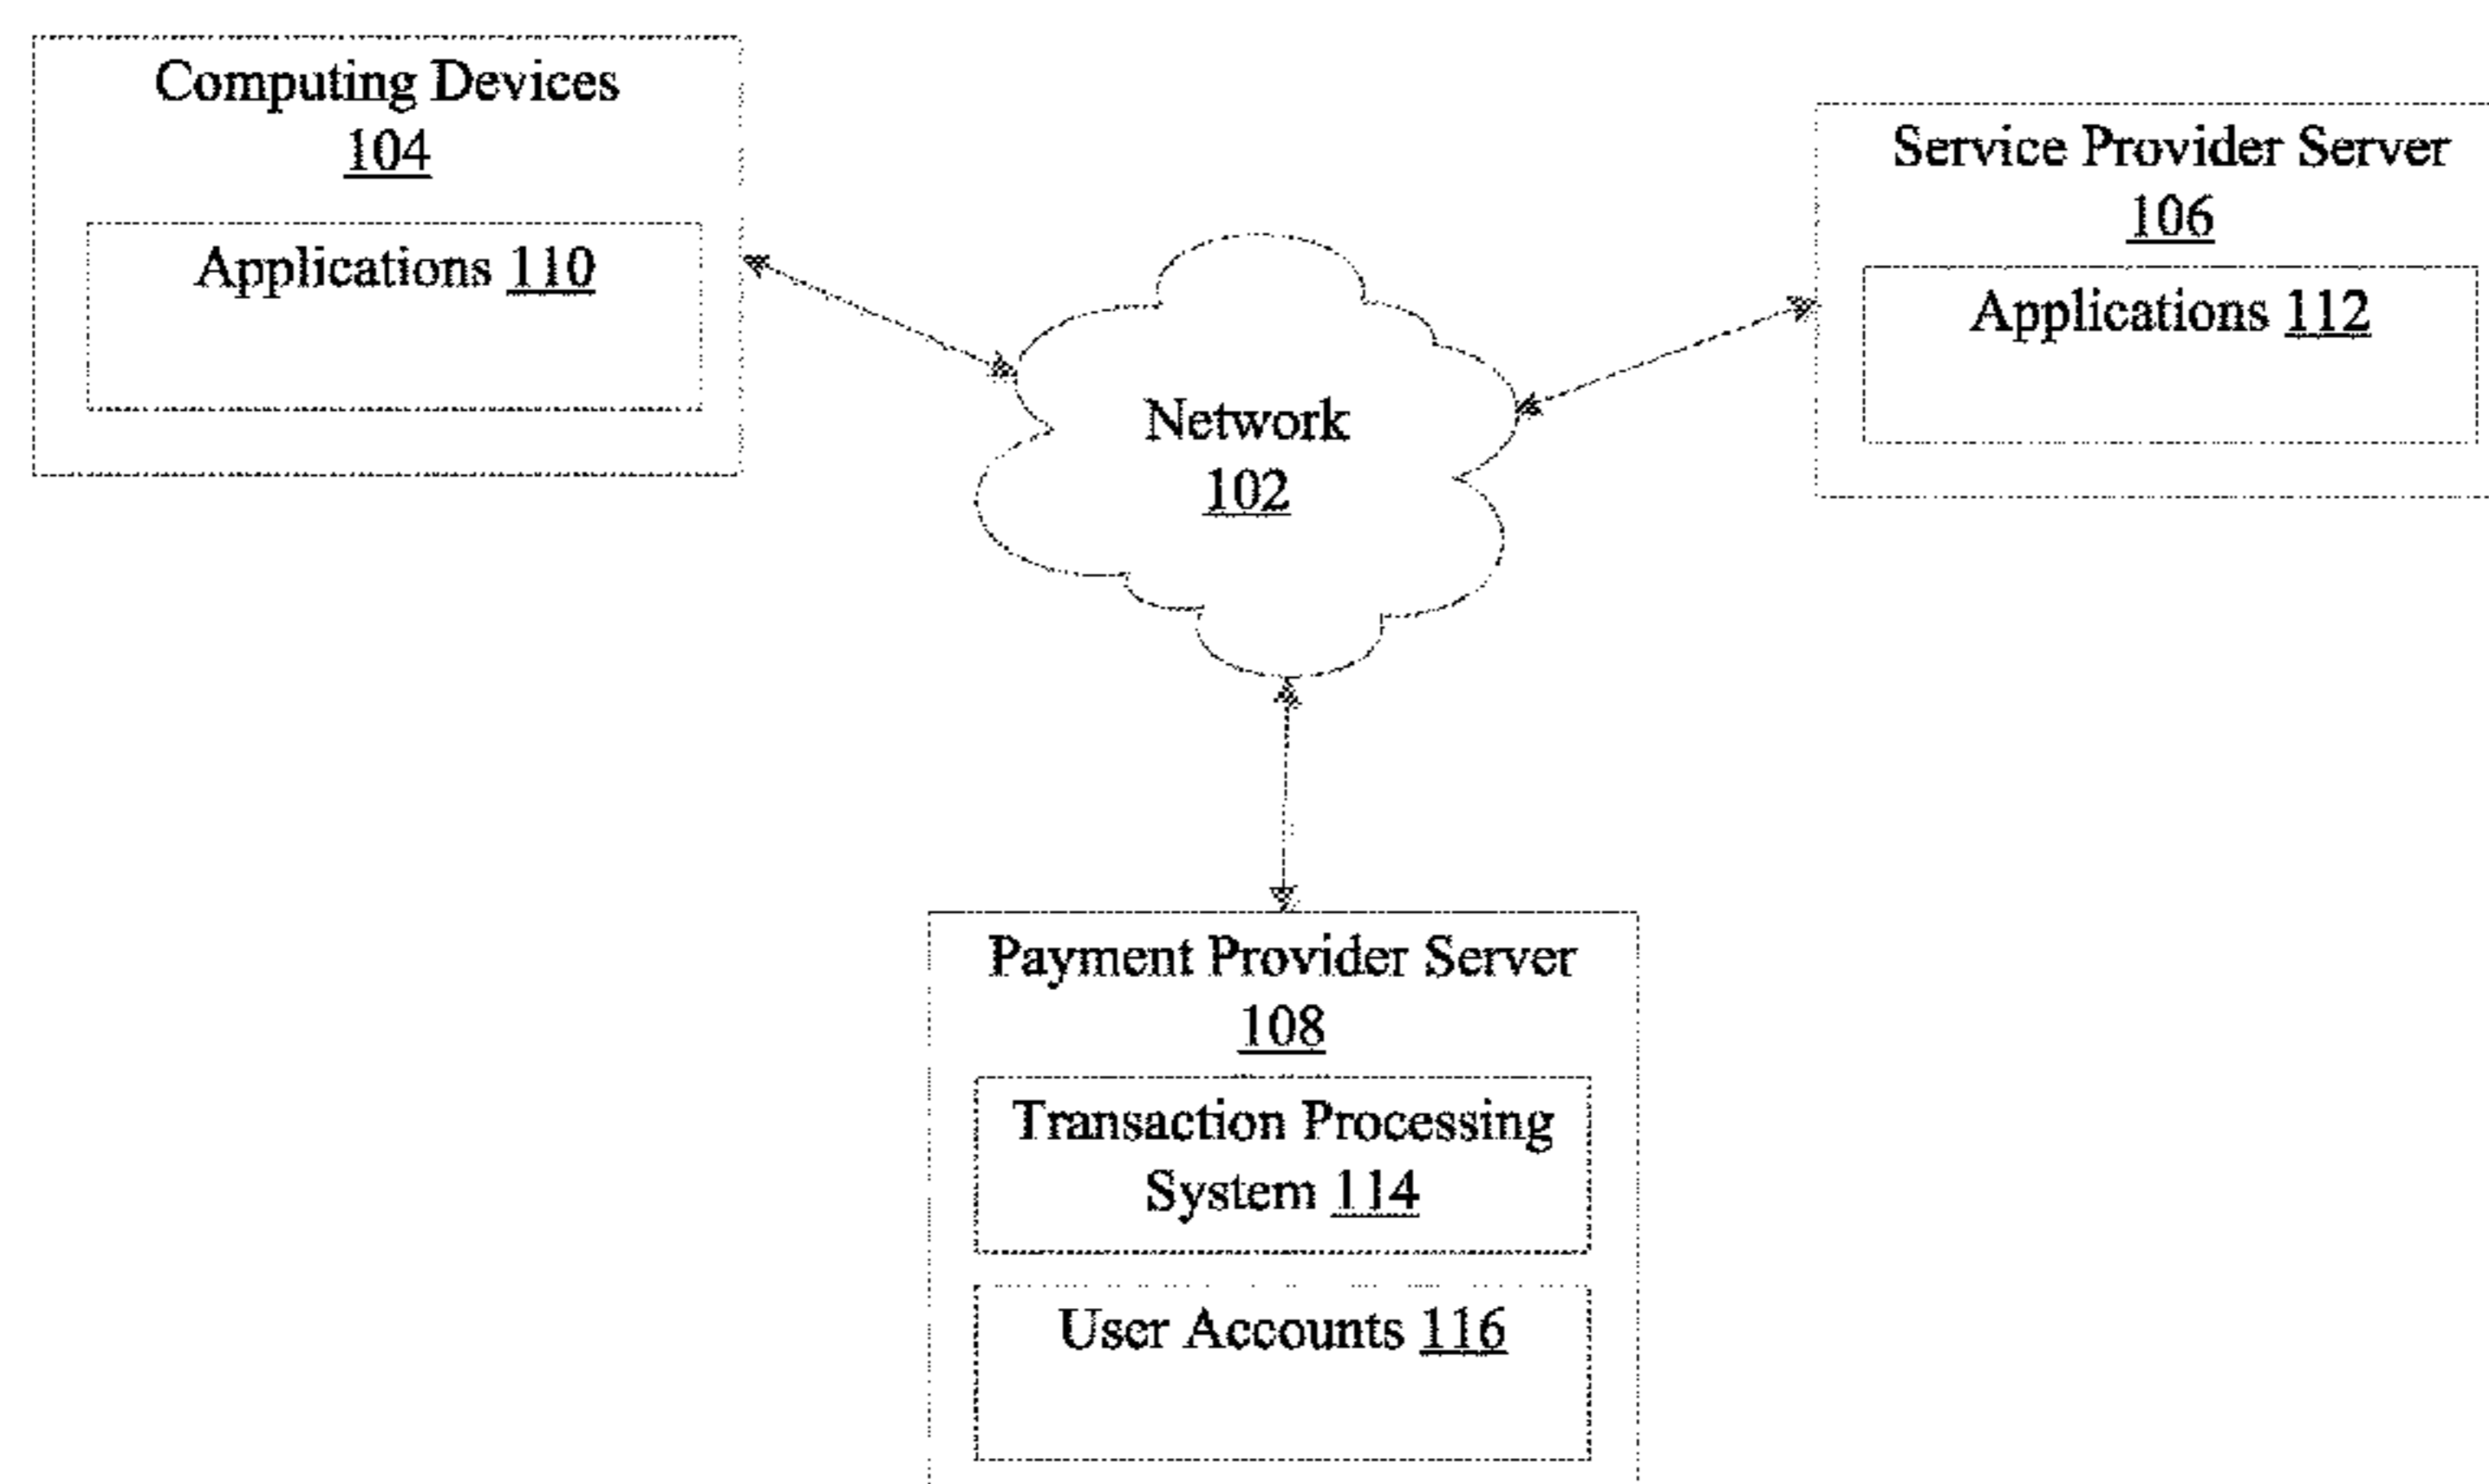 Computing Devices
104
Applications 110
Service Provider Server
106
Applications 112
Network
102
Payment Provider Server
108
Transaction Processing
System 114
User Accounts 116